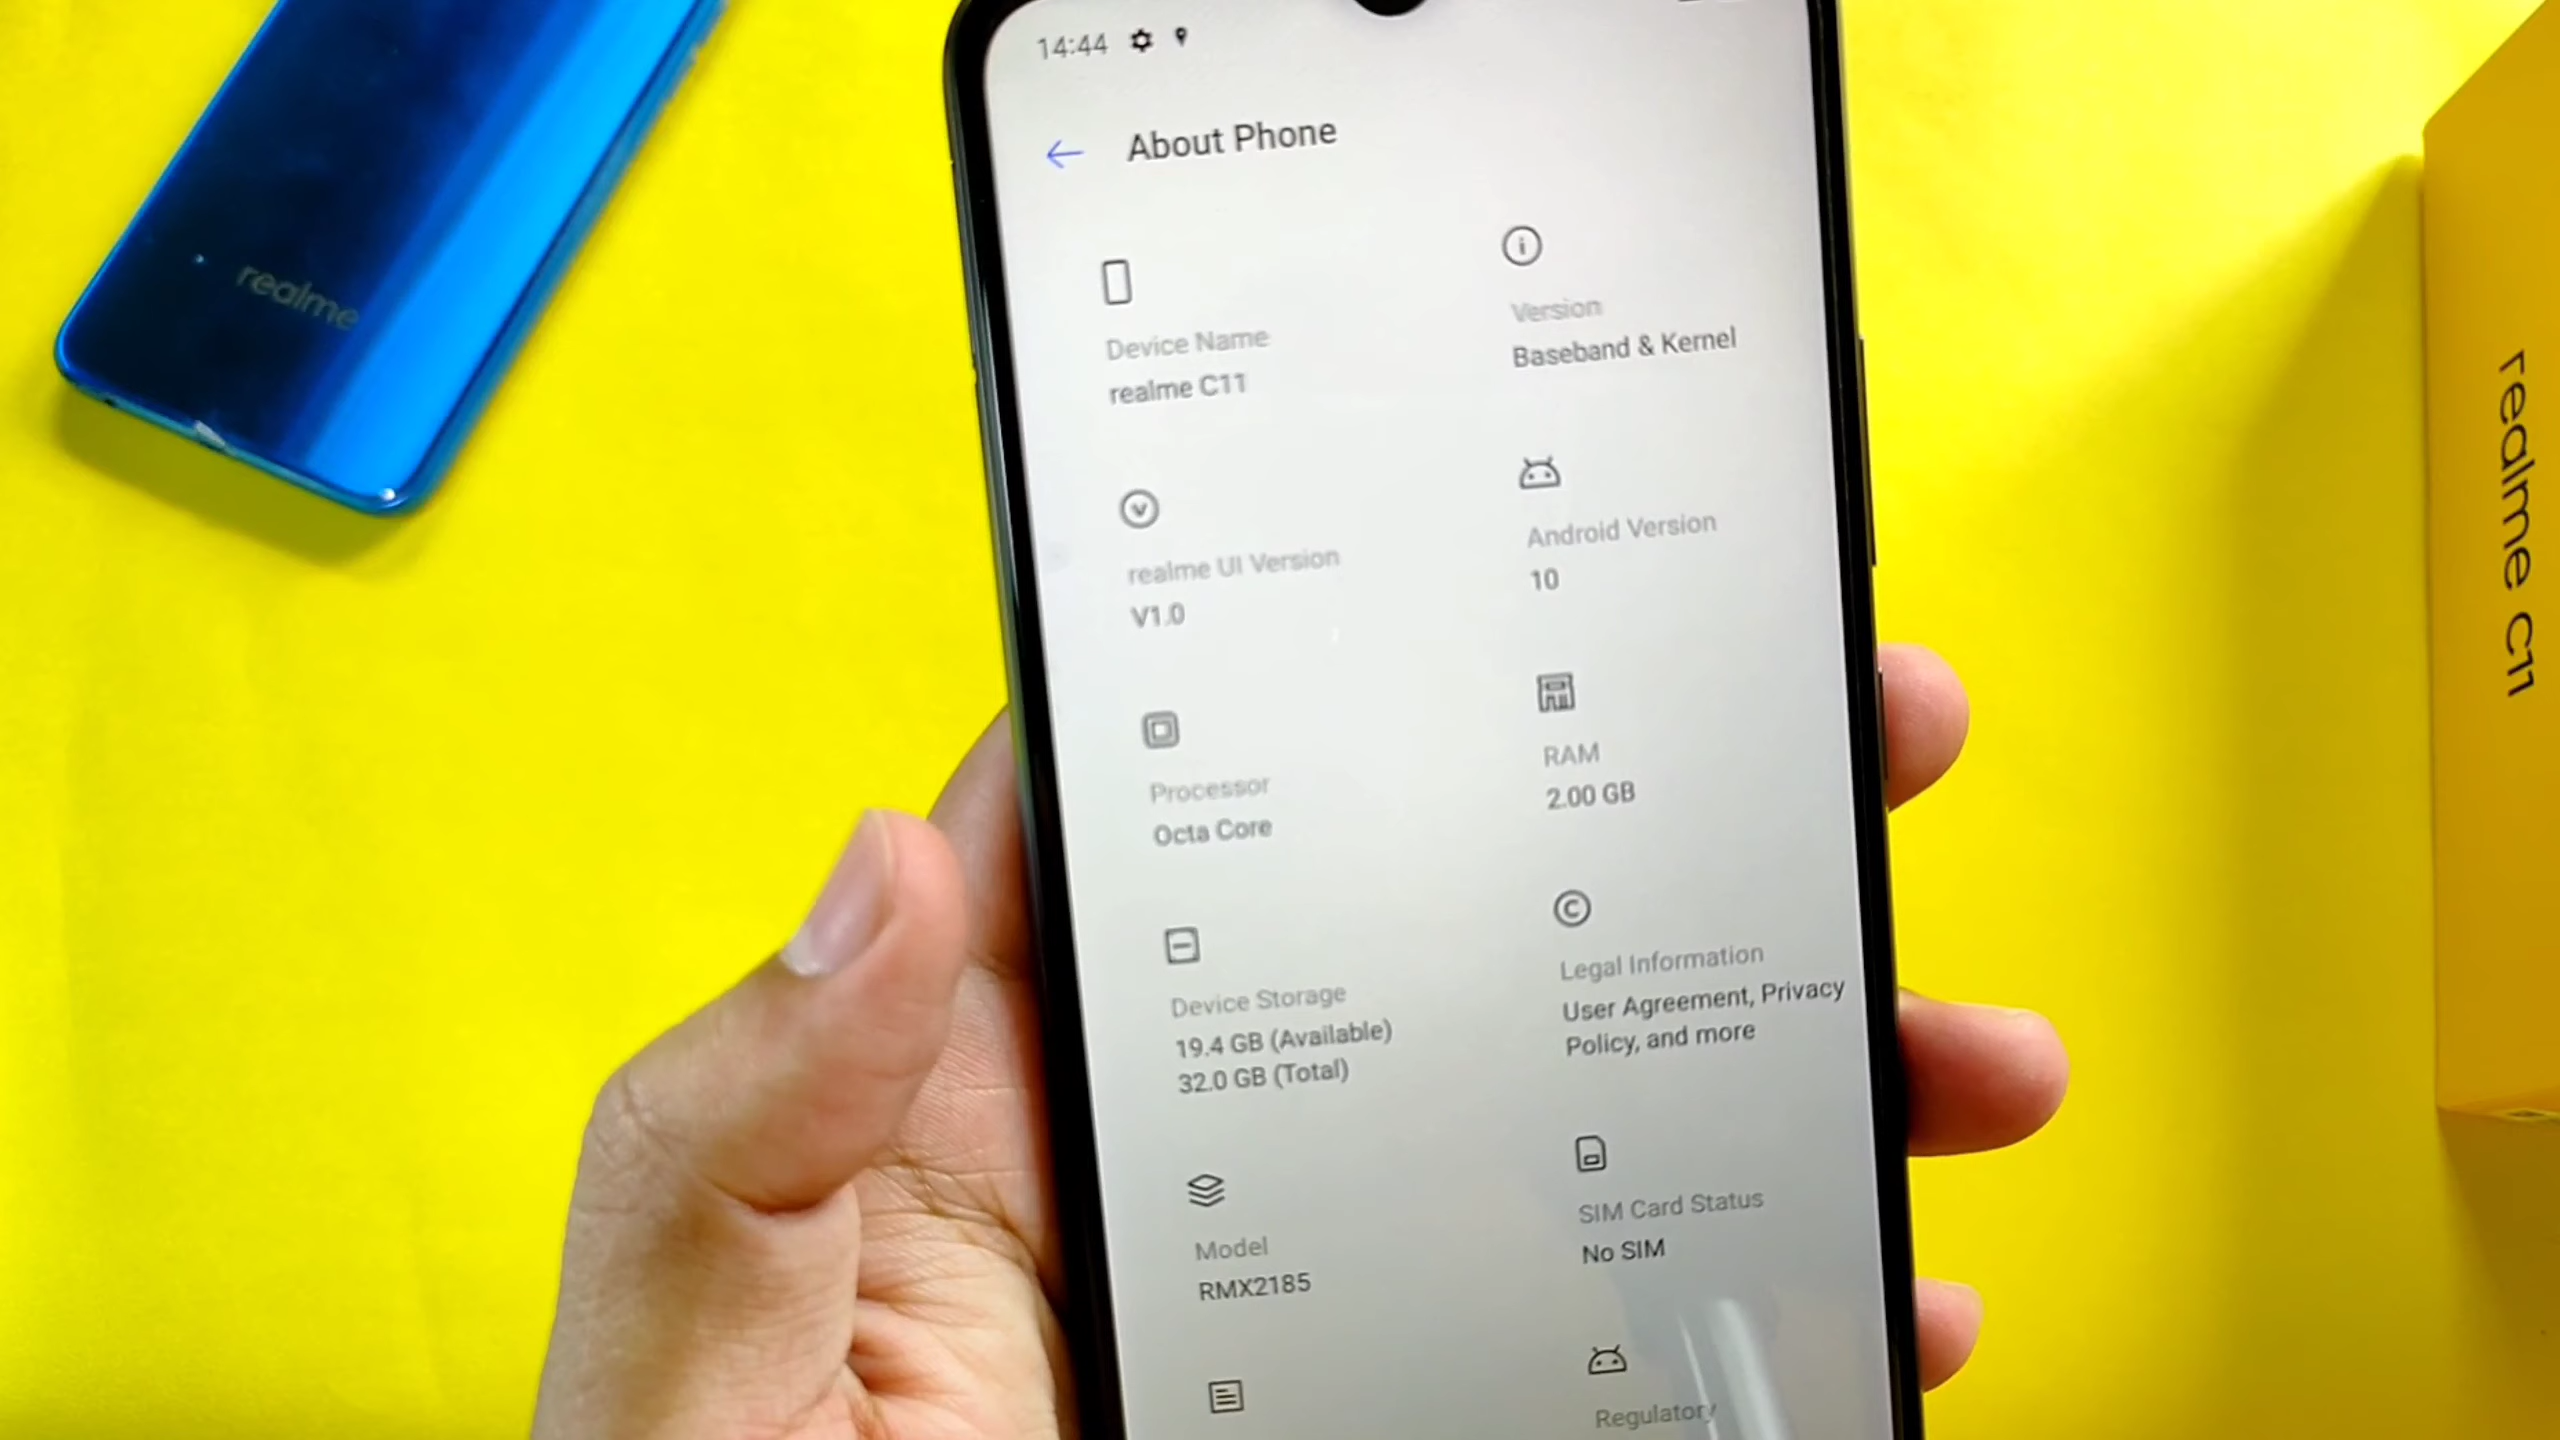 realme
14:44
About Phone
Device Name
realme C11
Version
Baseband & Kernel
realme UI Version
V1.0
Android Version
10
Processor
Octa Core
RAM
2.00 GB
Device Storage
19.4 GB (Available)
32.0 GB (Total)
Legal Information
User Agreement, Privacy
Policy, and more
Model
RMX2185
SIM Card Status
No SIM
Regulatory
realme C11